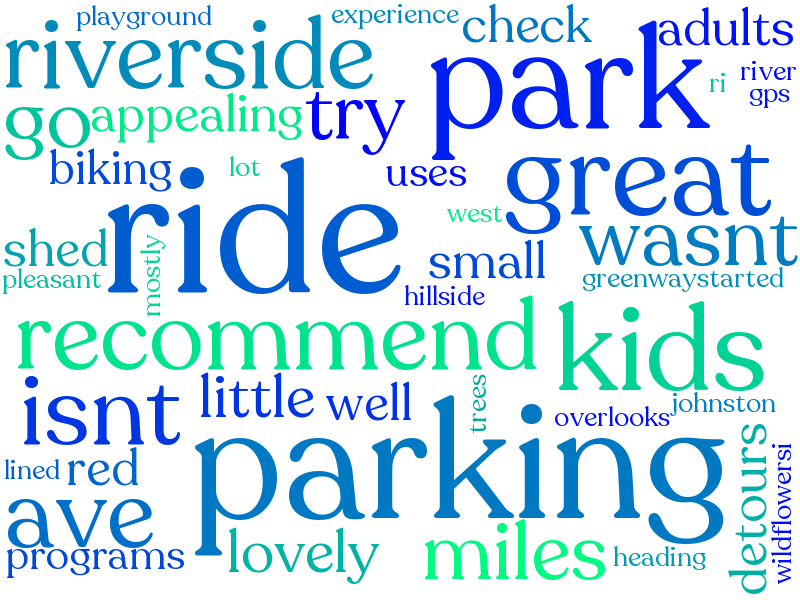 playground
experience
riverside
check
park
adults
river
ri
gps
go
appealing
try
biking
lot
uses
great
ride
west
wasnt
shed
mostly
small
pleasant
greenwaystarted
hillside
recommend
kids
isnt
little
well
trees
overlooks
johnston
parking
lined
red
detours
wildflowersi
ave
programs
lovely
miles
heading